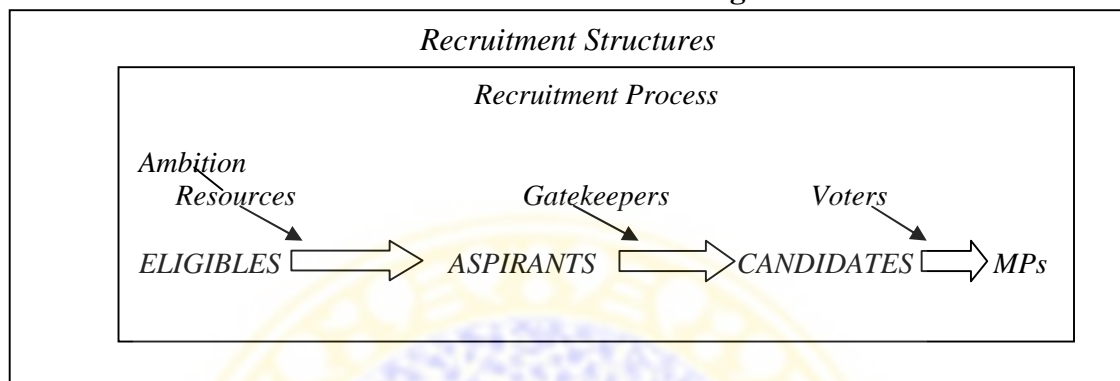 Recruitment Structures
Recruitment Process
Ambition
Resources Gatekeepers Voters
ELIGIBLES ASPIRANTS CANDIDATES MPs